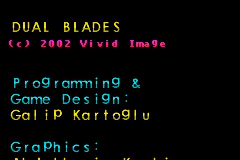 DUAL BLADES
(c) 2002 Vivid Image
Programming &
Game Design:
Galip Kartoglu
Graphics: